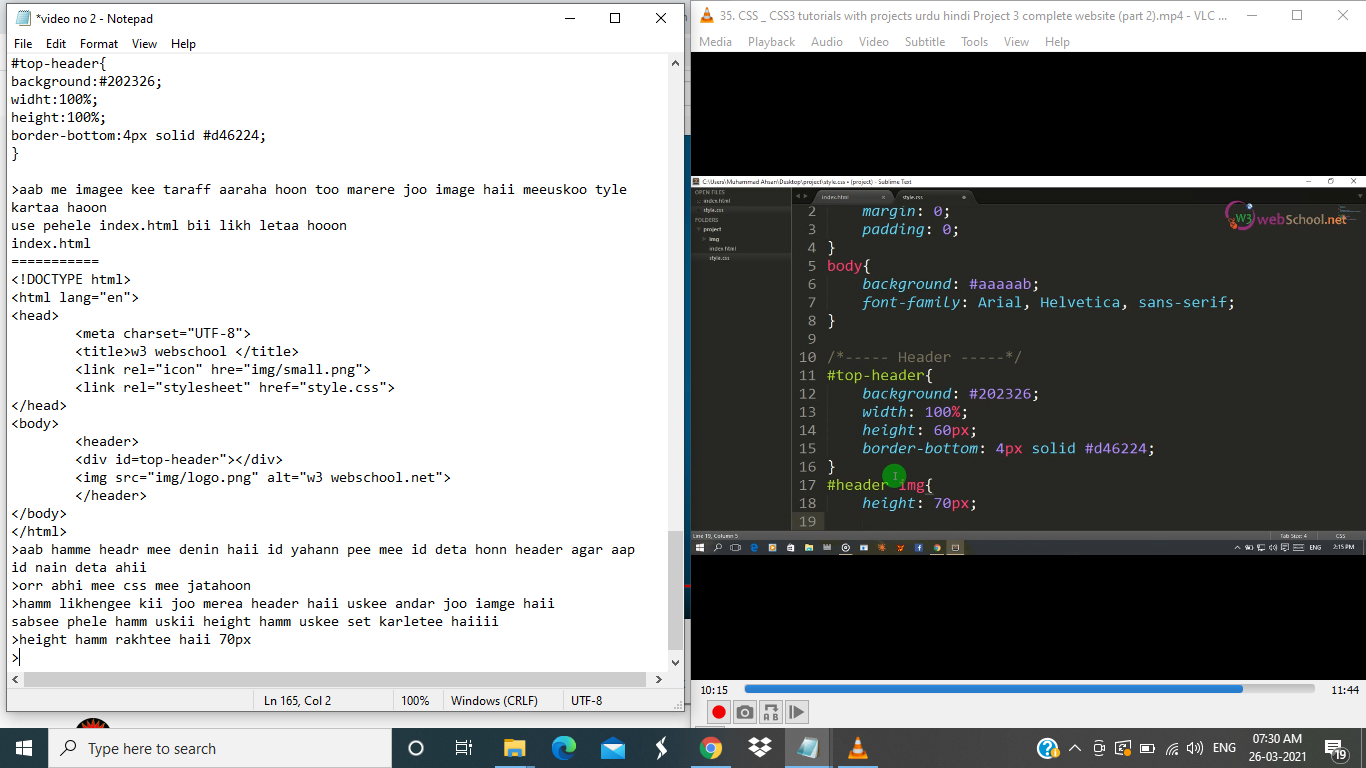 *video no 2 - Notepad
File Edit Format View Help
#top-header{
background:#202326;
widht:100%;
height:100%;
border-bottom:4px solid #d46224;
}
>aab me imagee kee taraff aaraha hoon too marere joo image haii meeuskoo tyle
kartaa haoon
use pehele index.html bii likh letaa hooon
index.html
===========
<!DOCTYPE html>
<html lang="en">
<head>
<meta charset="UTF-8">
<title>w3 webschool </title>
<link rel="icon" hre="img/small.png">
<link rel="stylesheet" href="style.css">
</head>
<body>
<header>
<div id=top-header"></div>
<img src="img/logo.png" alt="w3 webschool.net">
</header>
</body>
</html>
>aab hamme headr mee denin haii id yahann pee mee id deta honn header agar aap
id nain deta ahii
>orr abhi mee css mee jatahoon
>hamm likhengee kii joo merea header haii uskee andar joo iamge haii
sabsee phele hamm uskii height hamm uskee set karletee haiiii
>height hamm rakhtee haii 70px
>
Ln 165, Col 2 100% Windows (CRLF) UTF-8
35. CSS _ CSS3 tutorials with projects urdu hindi Project 3 complete website (part 2).mp4 - VLC ...
Media Playback Audio Video Subtitle Tools View Help
C:\Users\Muhammad Ahsan\Desktop\project\style.css • (project) - Sublime Text
OPEN FILES
index.html
style.css
FOLDERS
project
img
index.html
style.css
index.html style.css
W3 webSchool.net
2 margin: 0;
3 padding: 0;
4 }
5 body{
6 background: #aaaaab;
7 font-family: Arial, Helvetica, sans-serif;
8 }
9
10 /*----- Header -----*/
11 #top-header{
12 background: #202326;
13 width: 100%;
14 height: 60px;
15 border-bottom: 4px solid #d46224;
16 }
17 #header img{
18 height: 70px;
19
Line 19, Column 5 Tab Size: 4 CSS
ENG 2:15 PM
10:15 11:44
A B
Type here to search
ENG
07:30 AM
26-03-2021
19